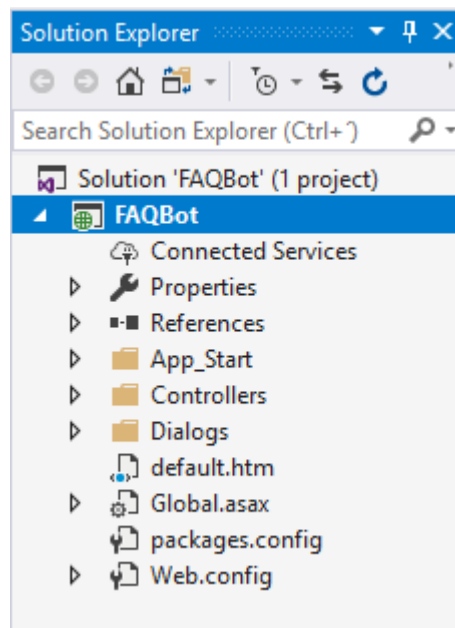 Solution Explorer
Search Solution Explorer (Ctrl+´)
Solution 'FAQBot' (1 project)
FAQBot
Connected Services
Properties
References
App_Start
Controllers
Dialogs
default.htm
Global.asax
packages.config
Web.config